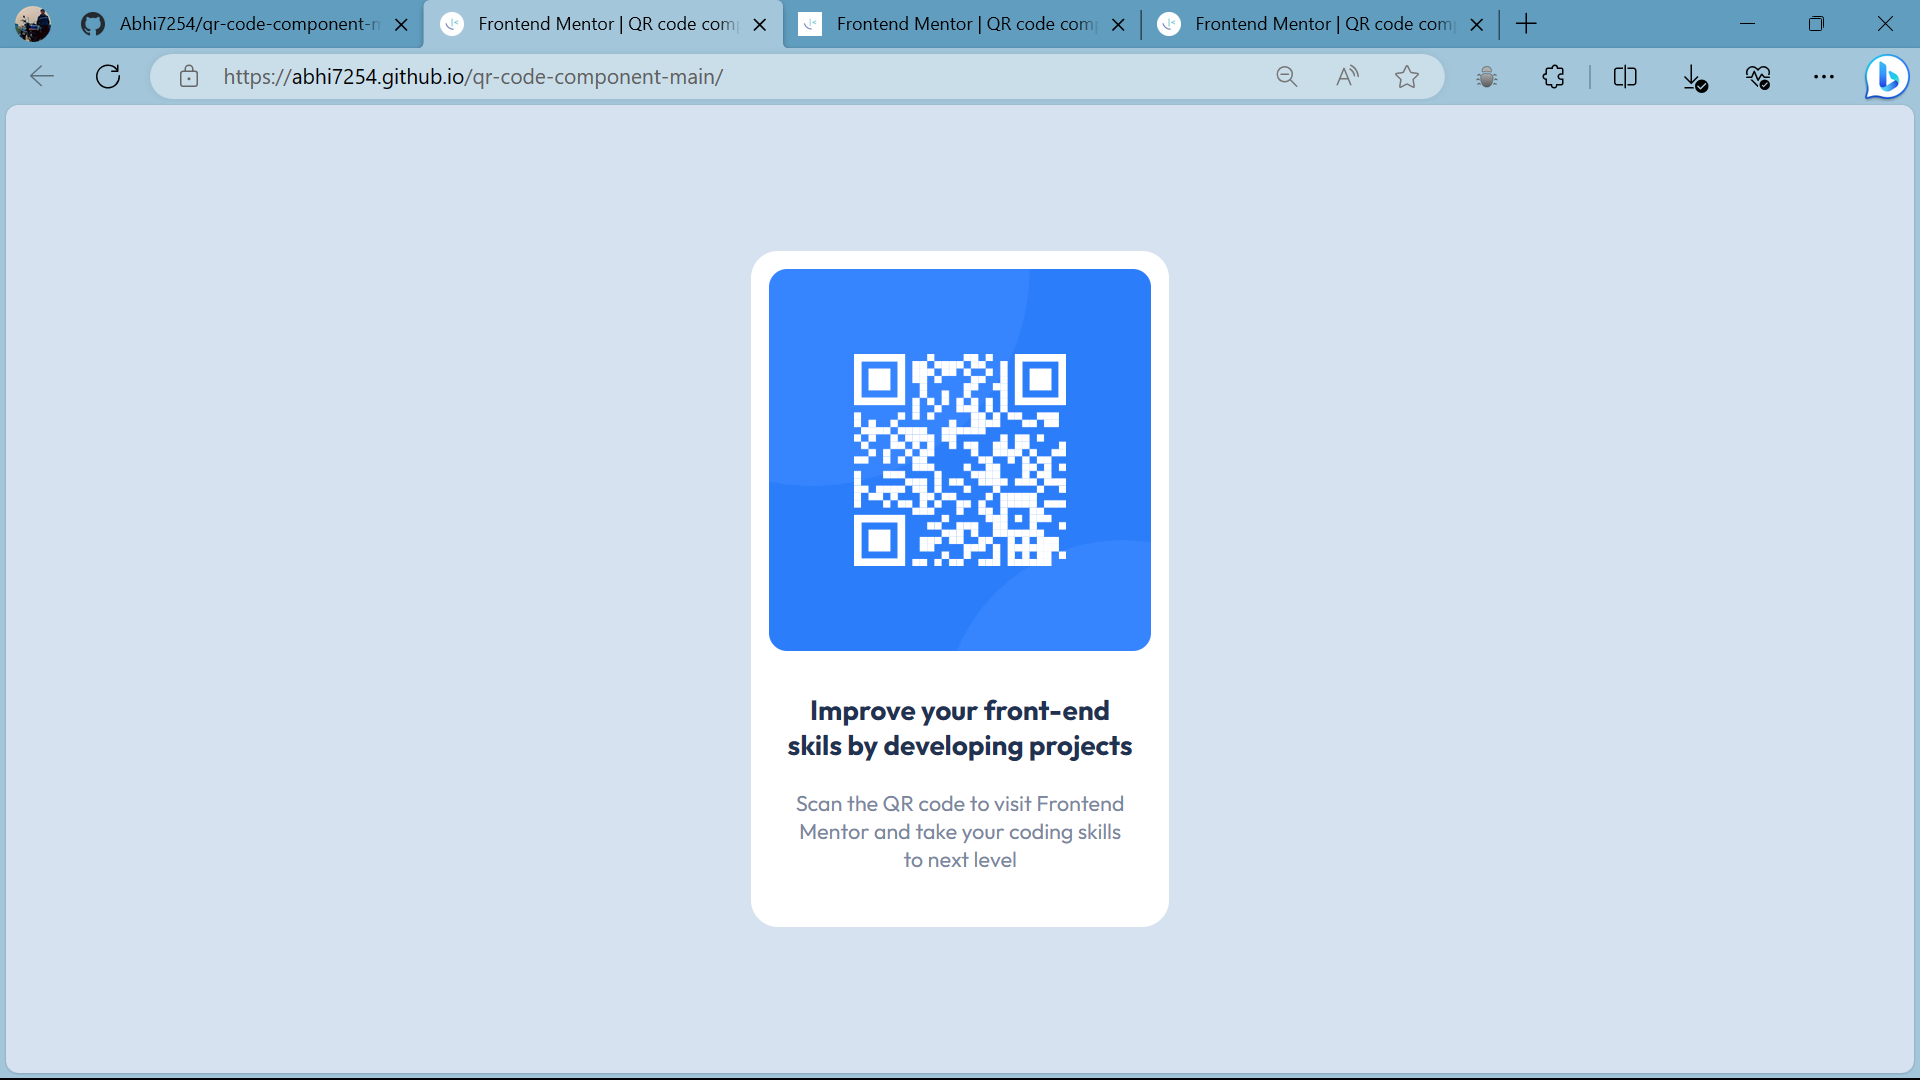 Abhi7254/qr-code-component-m
Frontend Mentor | QR code com
Frontend Mentor | QR code com
Frontend Mentor | QR code com
https://abhi7254.github.io/qr-code-component-main/
Improve your front-end
skils by developing projects
Scan the QR code to visit Frontend
Mentor and take your coding skills
to next level